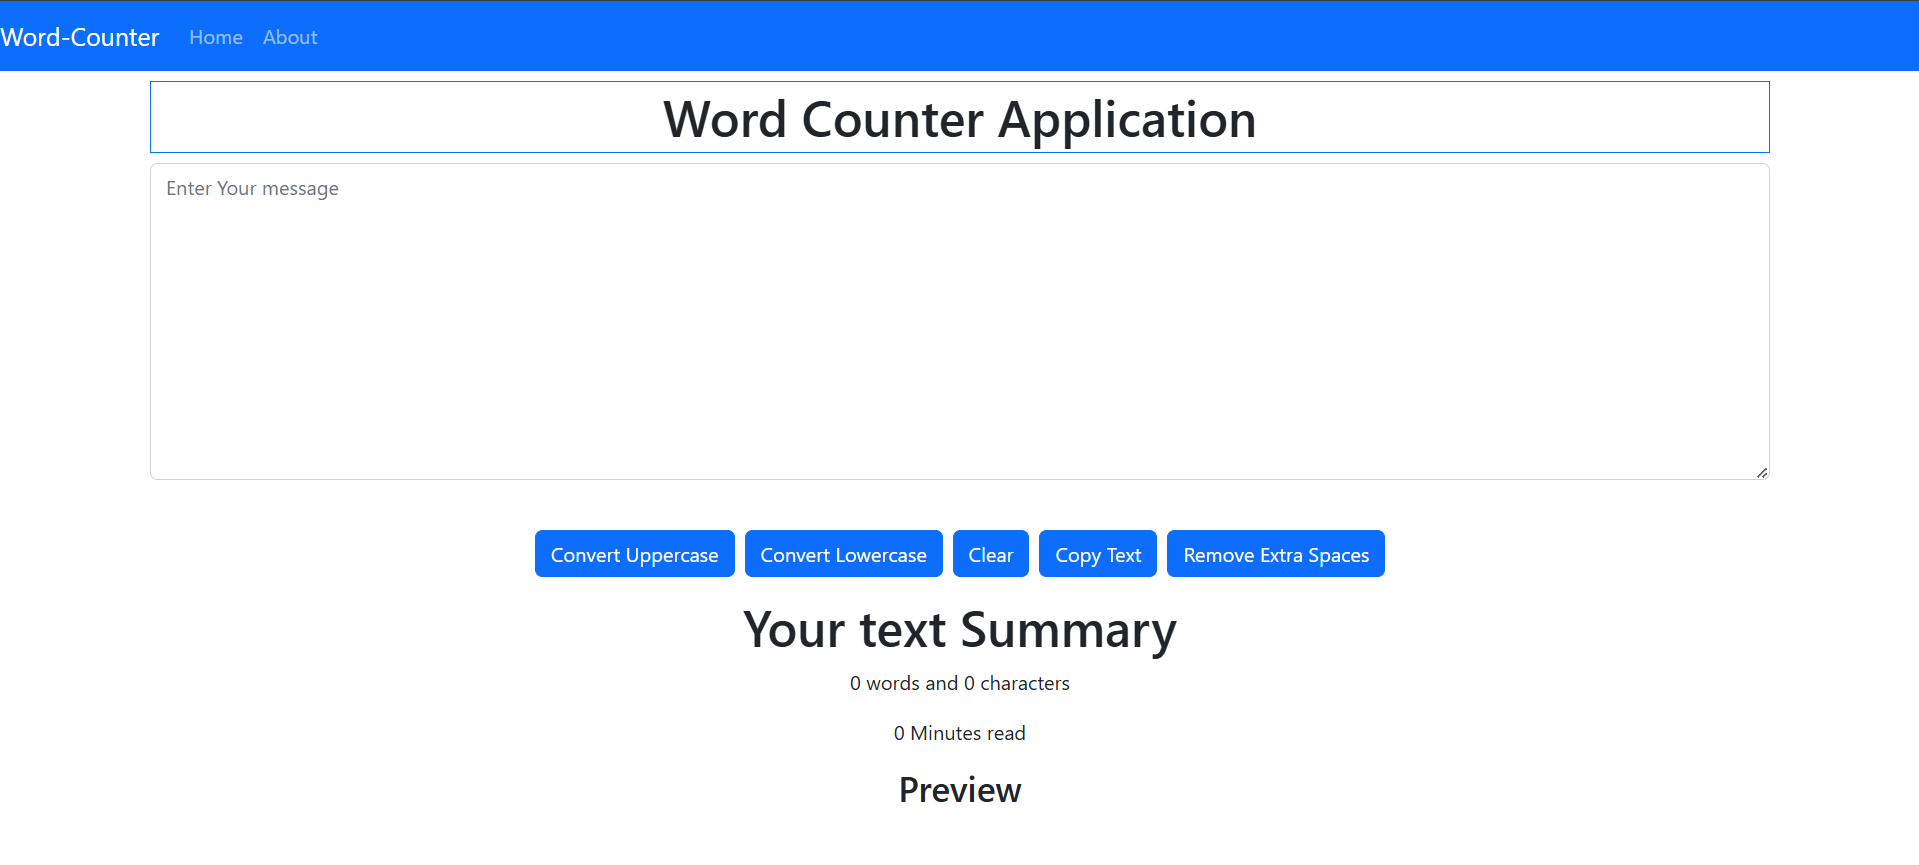 Word-Counter Home About
Word Counter Application
Enter Your message
Convert Uppercase Convert Lowercase Clear Copy Text Remove Extra Spaces
Your text Summary
0 words and 0 characters
0 Minutes read
Preview